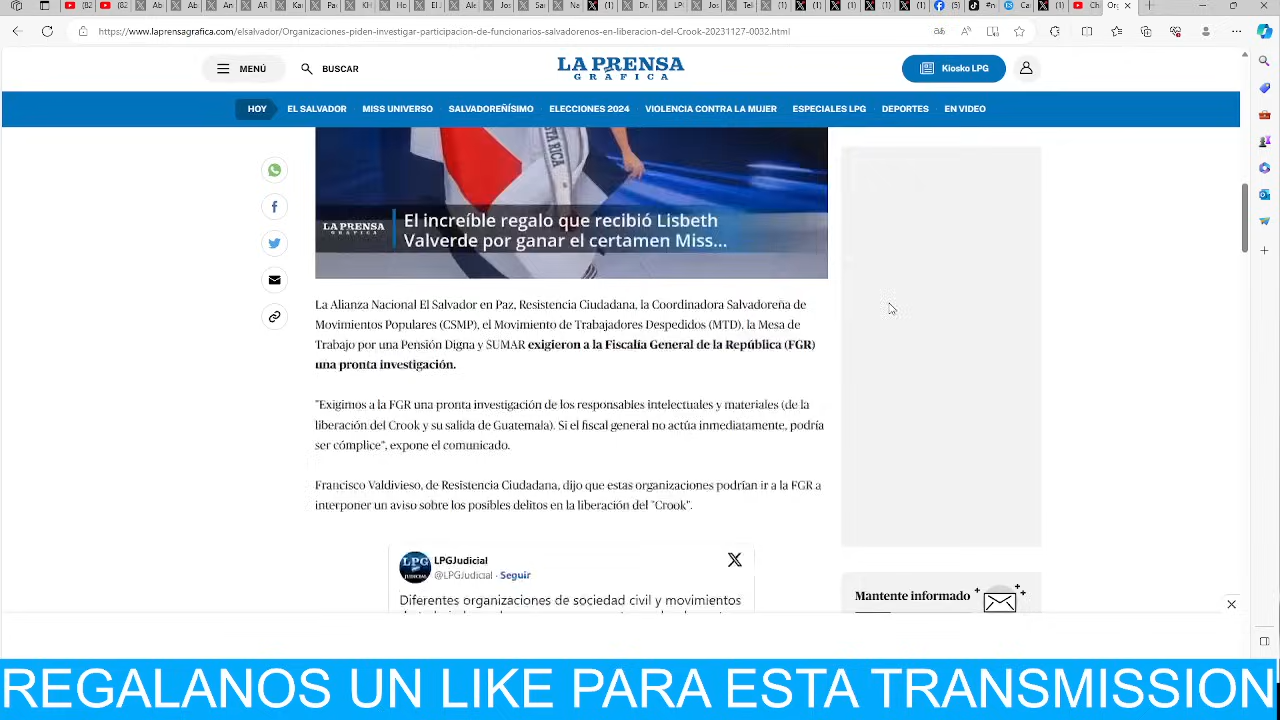 https://www.laprensagrafica.com/elsalvador/Organizaciones-piden-investigar-participacion-de-funcionarios-salvadorenos-en-liberacion-del-Crook-20231127-0032.html
MENÚ
BUSCAR
LA PRENSA
GRÁFICA
Kiosko LPG
HOY
EL SALVADOR
MISS UNIVERSO
SALVADOREÑÍSIMO
ELECCIONES 2024
VIOLENCIA CONTRA LA MUJER
ESPECIALES LPG
DEPORTES
EN VIDEO
COSTA RICA
LA PRENSA
GRÁFICA
El increíble regalo que recibió Lisbeth
Valverde por ganar el certamen Miss...
La Alianza Nacional El Salvador en Paz, Resistencia Ciudadana, la Coordinadora Salvadoreña de
Movimientos Populares (CSMP), el Movimiento de Trabajadores Despedidos (MTD), la Mesa de
Trabajo por una Pensión Digna y SUMAR exigieron a la Fiscalía General de la República (FGR)
una pronta investigación.
"Exigimos a la FGR una pronta investigación de los responsables intelectuales y materiales (de la
liberación del Crook y su salida de Guatemala). Si el fiscal general no actúa inmediatamente, podría
ser cómplice", expone el comunicado.
Francisco Valdivieso, de Resistencia Ciudadana, dijo que estas organizaciones podrían ir a la FGR a
interponer un aviso sobre los posibles delitos en la liberación del "Crook".
LPG
JUDICIAL
LPGJudicial
@LPGJudicial · Seguir
Diferentes organizaciones de sociedad civil y movimientos
Mantente informado
REGALANOS UN LIKE PARA ESTA TRANSMISSION